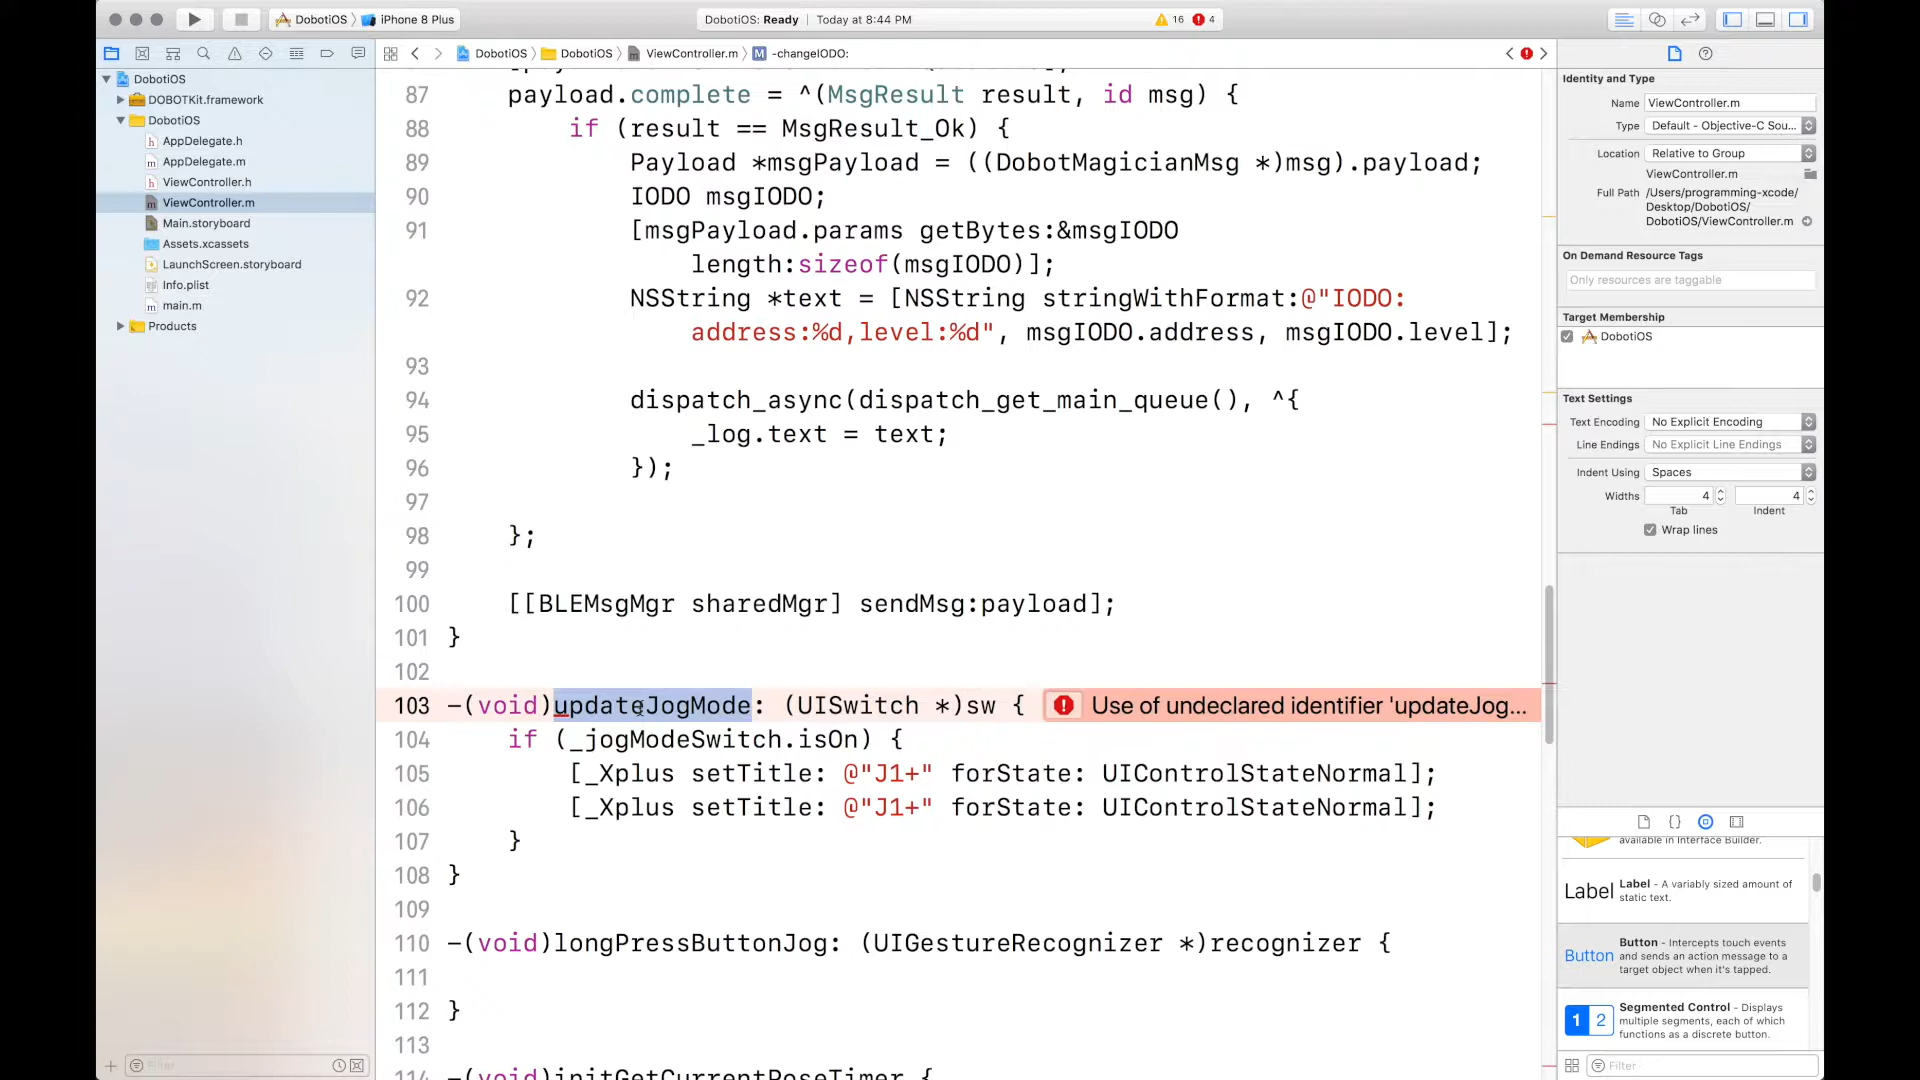 DobotiOS iPhone 8 Plus DobotiOS: Ready Today at 8:44 PM 16 4
DobotiOS DobotiOS ViewController.m M -changeIODO:
DobotiOS
DOBOTKit.framework
DobotiOS
AppDelegate.h
AppDelegate.m
ViewController.h
ViewController.m
Main.storyboard
Assets.xcassets
LaunchScreen.storyboard
Info.plist
main.m
Products
Filter
87 payload.complete = ^(MsgResult result, id msg) {
88 if (result == MsgResult_Ok) {
89 Payload *msgPayload = ((DobotMagicianMsg *)msg).payload;
90 IODO msgIODO;
91 [msgPayload.params getBytes:&msgIODO
length:sizeof(msgIODO)];
92 NSString *text = [NSString stringWithFormat:@"IODO:
address:%d,level:%d", msgIODO.address, msgIODO.level];
93
94 dispatch_async(dispatch_get_main_queue(), ^{
95 _log.text = text;
96 });
97
98 };
99
100 [[BLEMsgMgr sharedMgr] sendMsg:payload];
101 }
102
103 -(void)updateJogMode: (UISwitch *)sw { Use of undeclared identifier 'updateJog...
104 if (_jogModeSwitch.isOn) {
105 [_Xplus setTitle: @"J1+" forState: UIControlStateNormal];
106 [_Xplus setTitle: @"J1+" forState: UIControlStateNormal];
107 }
108 }
109
110 -(void)longPressButtonJog: (UIGestureRecognizer *)recognizer {
111
112 }
113
114 -(void)initGetCurrentPoseTimer {
Identity and Type
Name ViewController.m
Type Default - Objective-C Sou...
Location Relative to Group
ViewController.m
Full Path /Users/programming-xcode/
Desktop/DobotiOS/
DobotiOS/ViewController.m
On Demand Resource Tags
Only resources are taggable
Target Membership
DobotiOS
Text Settings
Text Encoding No Explicit Encoding
Line Endings No Explicit Line Endings
Indent Using Spaces
Widths 4 4
Tab Indent
Wrap lines
{}
available in Interface Builder.
Label Label - A variably sized amount of
static text.
Button Button - Intercepts touch events
and sends an action message to a
target object when it's tapped.
1 2 Segmented Control - Displays
multiple segments, each of which
functions as a discrete button.
Filter